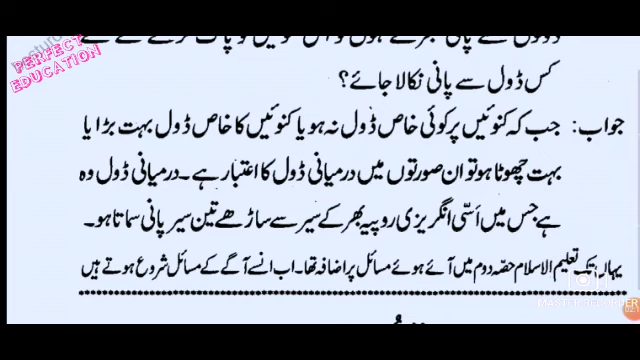 PERFECT
EDUCATION
کس ڈول سے پانی نکالا جائے؟
جواب: جب کہ کنوئیں پر کوئی خاص ڈول نہ ہو یا کنوئیں کا خاص ڈول بہت بڑا یا
بہت چھوٹا ہو تو ان صورتوں میں درمیانی ڈول کا اعتبار ہے۔ درمیانی ڈول وہ
ہے جس میں اسّی انگریزی روپیہ بھر کے سیر سے ساڑھے تین سیر پانی سماتا ہو۔
یہاں تک تعلیم الاسلام حصّہ دوم میں آئے ہوئے مسائل پر اضافہ تھا۔ اب انسے آگے کے مسائل شروع ہوتے ہیں